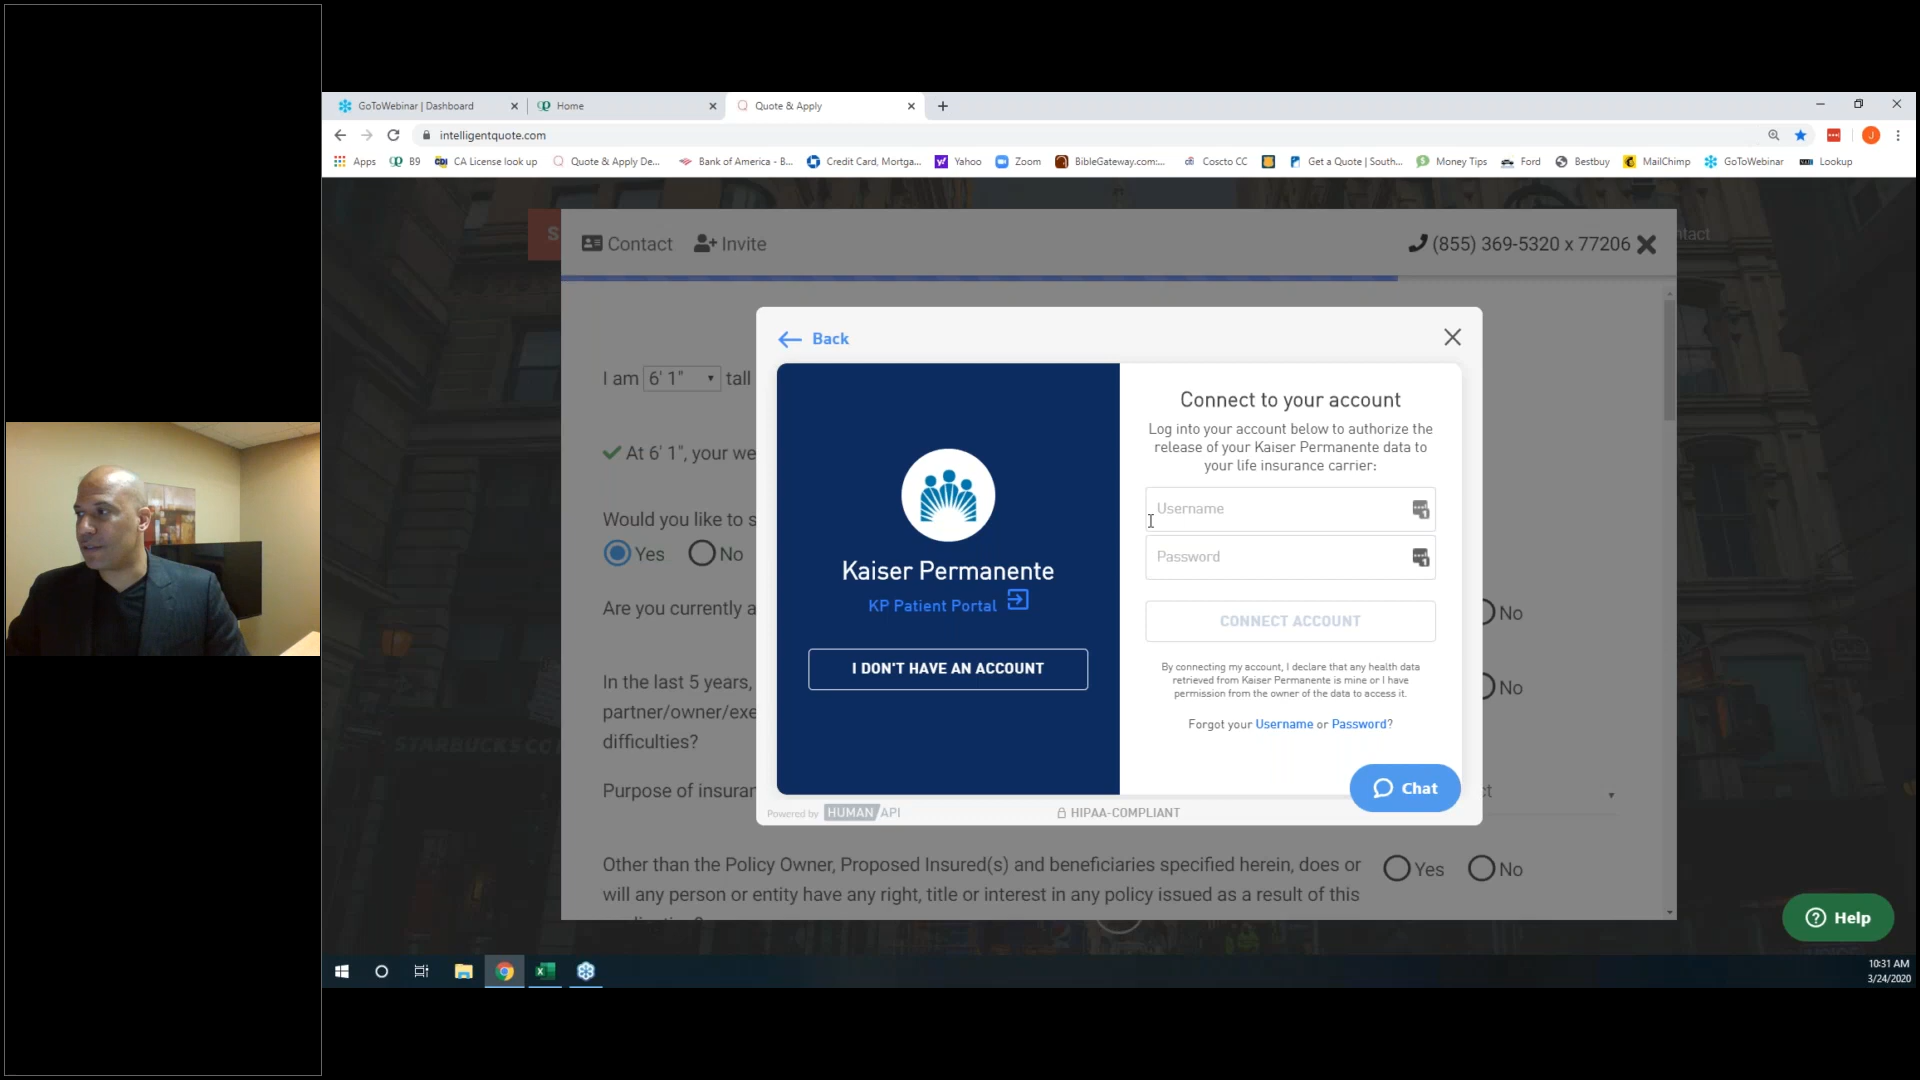 GoToWebinar | Dashboard
Home
Quote & Apply
intelligentquote.com
Apps
B9
CA License look up
Quote & Apply De...
Bank of America - B...
Credit Card, Mortga...
Yahoo
Zoom
BibleGateway.com:...
Coscto CC
Get a Quote | South...
Money Tips
Ford
Bestbuy
MailChimp
GoToWebinar
Lookup
S
Contact
Invite
(855) 369-5320 x 77206
ntact
Back
I am 6' 1" tall
At 6' 1", your we
Would you like to s
Yes No
Are you currently a
No
In the last 5 years,
No
partner/owner/exe
difficulties?
Purpose of insuran
ct
Kaiser Permanente
KP Patient Portal
I DON'T HAVE AN ACCOUNT
Connect to your account
Log into your account below to authorize the
release of your Kaiser Permanente data to
your life insurance carrier:
Username
Password
CONNECT ACCOUNT
By connecting my account, I declare that any health data
retrieved from Kaiser Permanente is mine or I have
permission from the owner of the data to access it.
Forgot your Username or Password?
Chat
Powered by HUMAN API
HIPAA-COMPLIANT
Other than the Policy Owner, Proposed Insured(s) and beneficiaries specified herein, does or
will any person or entity have any right, title or interest in any policy issued as a result of this
Yes No
Help
10:31 AM
3/24/2020